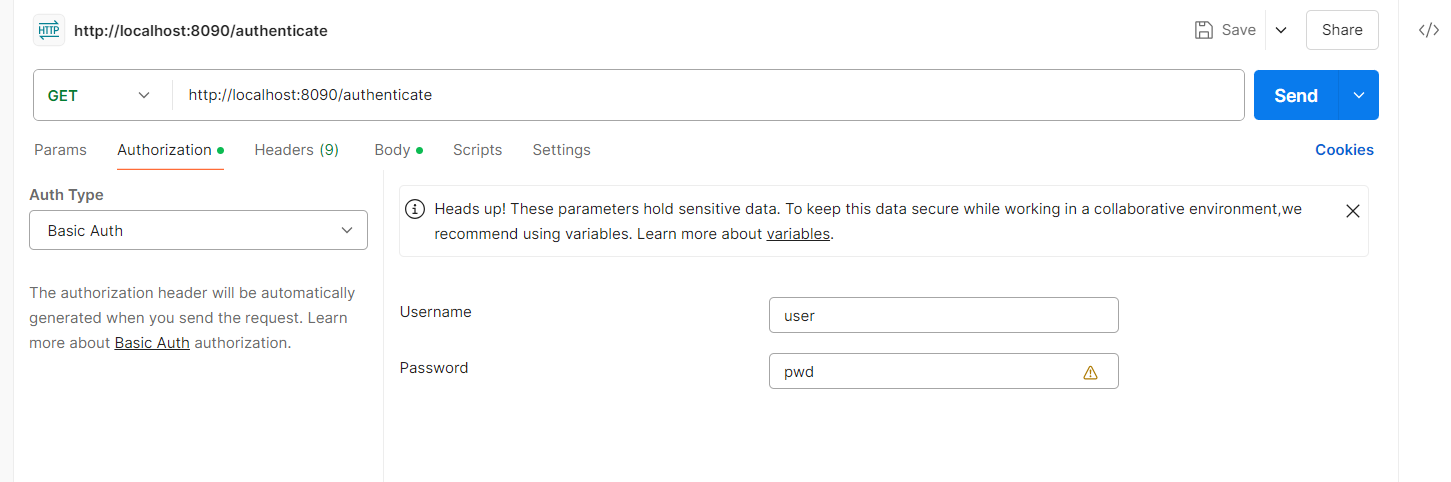 HTTP http://localhost:8090/authenticate Save Share </>
GET http://localhost:8090/authenticate Send
Params Authorization Headers (9) Body Scripts Settings Cookies
Auth Type
Basic Auth
The authorization header will be automatically
generated when you send the request. Learn
more about Basic Auth authorization.
Heads up! These parameters hold sensitive data. To keep this data secure while working in a collaborative environment,we
recommend using variables. Learn more about variables.
Username user
Password pwd